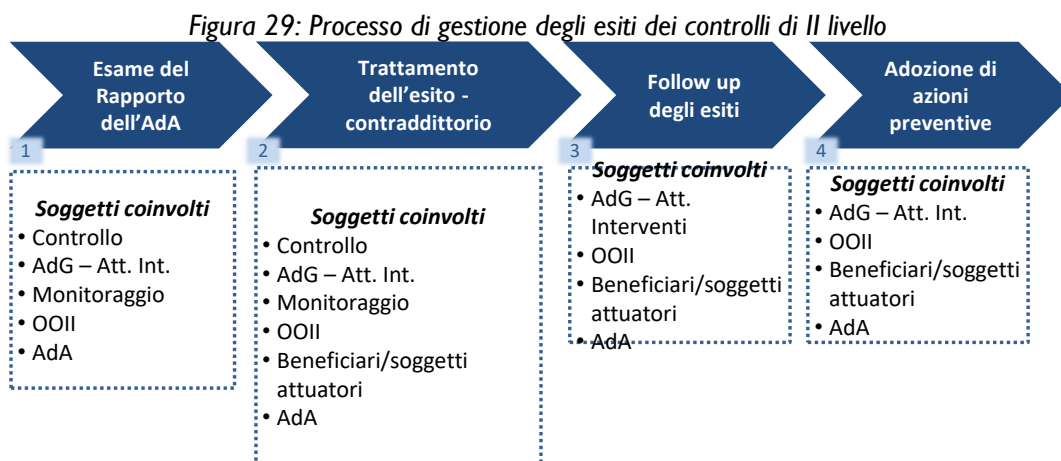 Figura 29: Processo di gestione degli esiti dei controlli di II livello
Esame del
Rapporto
dell'AdA
1
Soggetti coinvolti
• Controllo
• AdG – Att. Int.
• Monitoraggio
• OOII
• AdA
Trattamento
dell'esito -
contraddittorio
2
Soggetti coinvolti
• Controllo
• AdG – Att. Int.
• Monitoraggio
• OOII
• Beneficiari/soggetti
attuatori
• AdA
Follow up
degli esiti
3
Soggetti coinvolti
• AdG – Att.
Interventi
• OOII
• Beneficiari/soggetti
attuatori
• AdA
Adozione di
azioni
preventive
4
Soggetti coinvolti
• AdG – Att. Int.
• OOII
• Beneficiari/soggetti
attuatori
• AdA